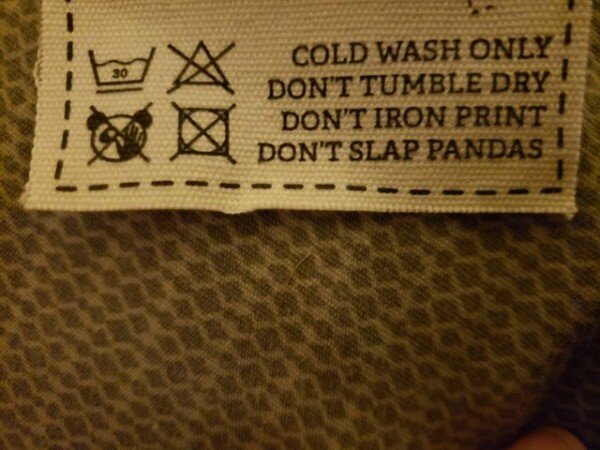 30
COLD WASH ONLY
DON'T TUMBLE DRY
DON'T IRON PRINT
DON'T SLAP PANDAS